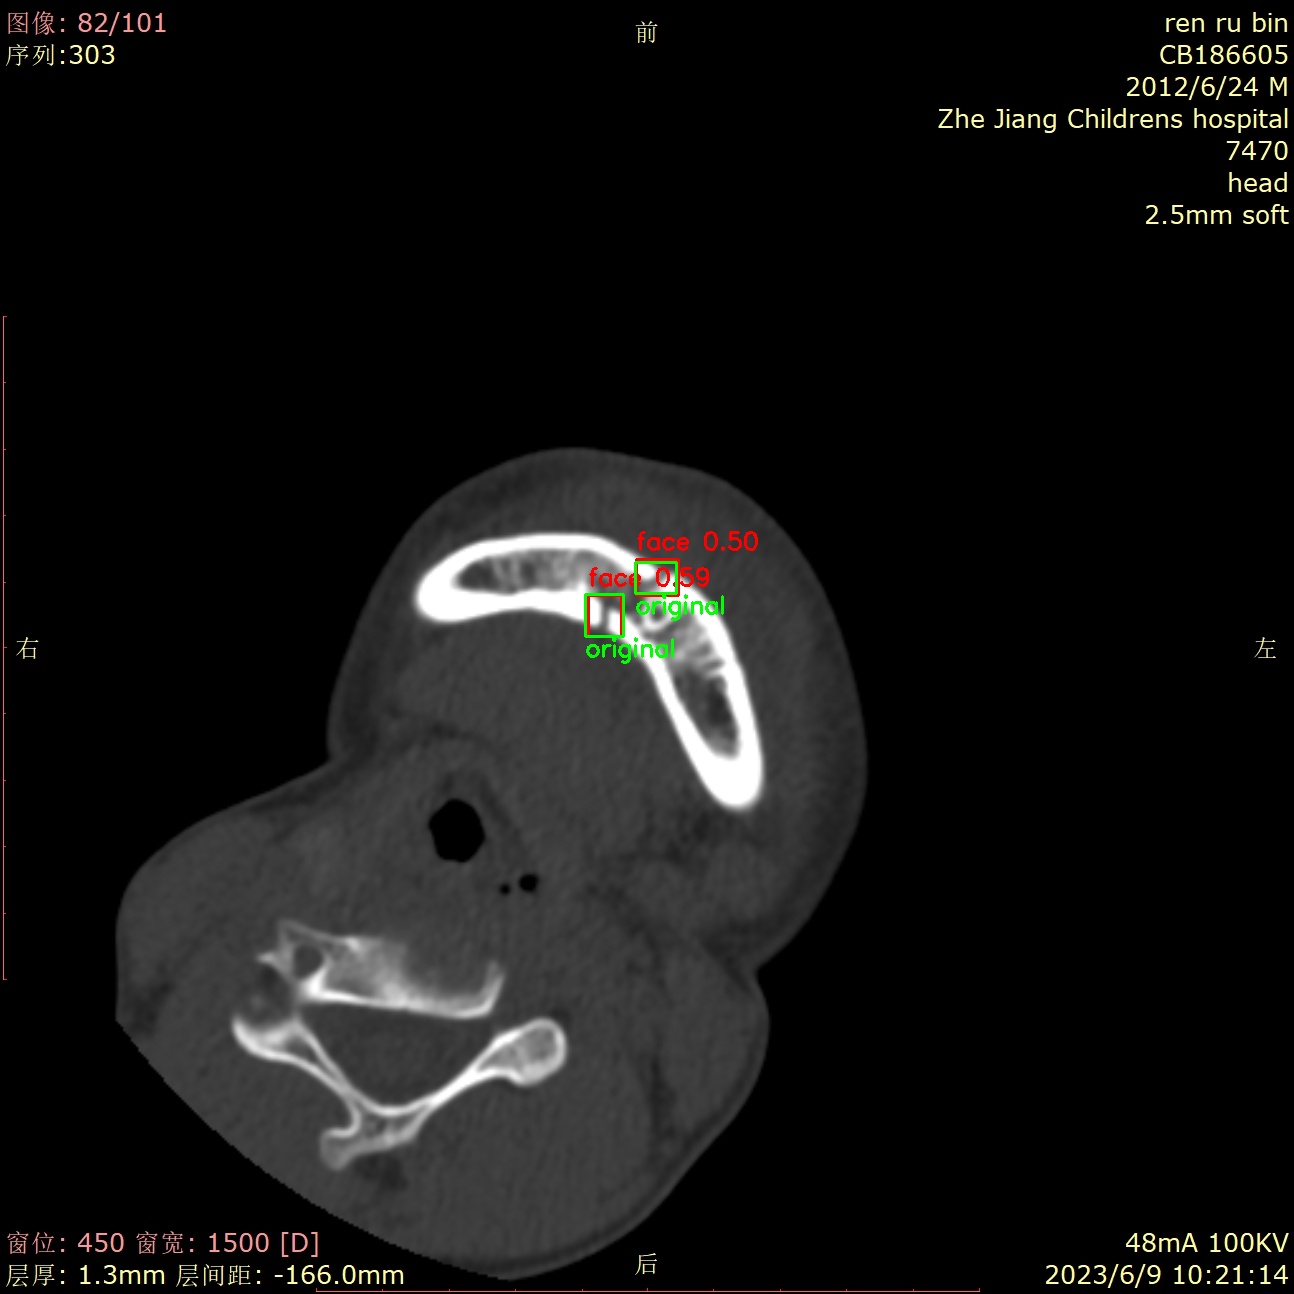 图像: 82/101
序列:303
前
ren ru bin
CB186605
2012/6/24 M
Zhe Jiang Childrens hospital
7470
head
2.5mm soft
face 0.50
face 0.59
original
original
右
左
窗位: 450 窗宽: 1500 [D]
层厚: 1.3mm 层间距: -166.0mm
后
48mA 100KV
2023/6/9 10:21:14